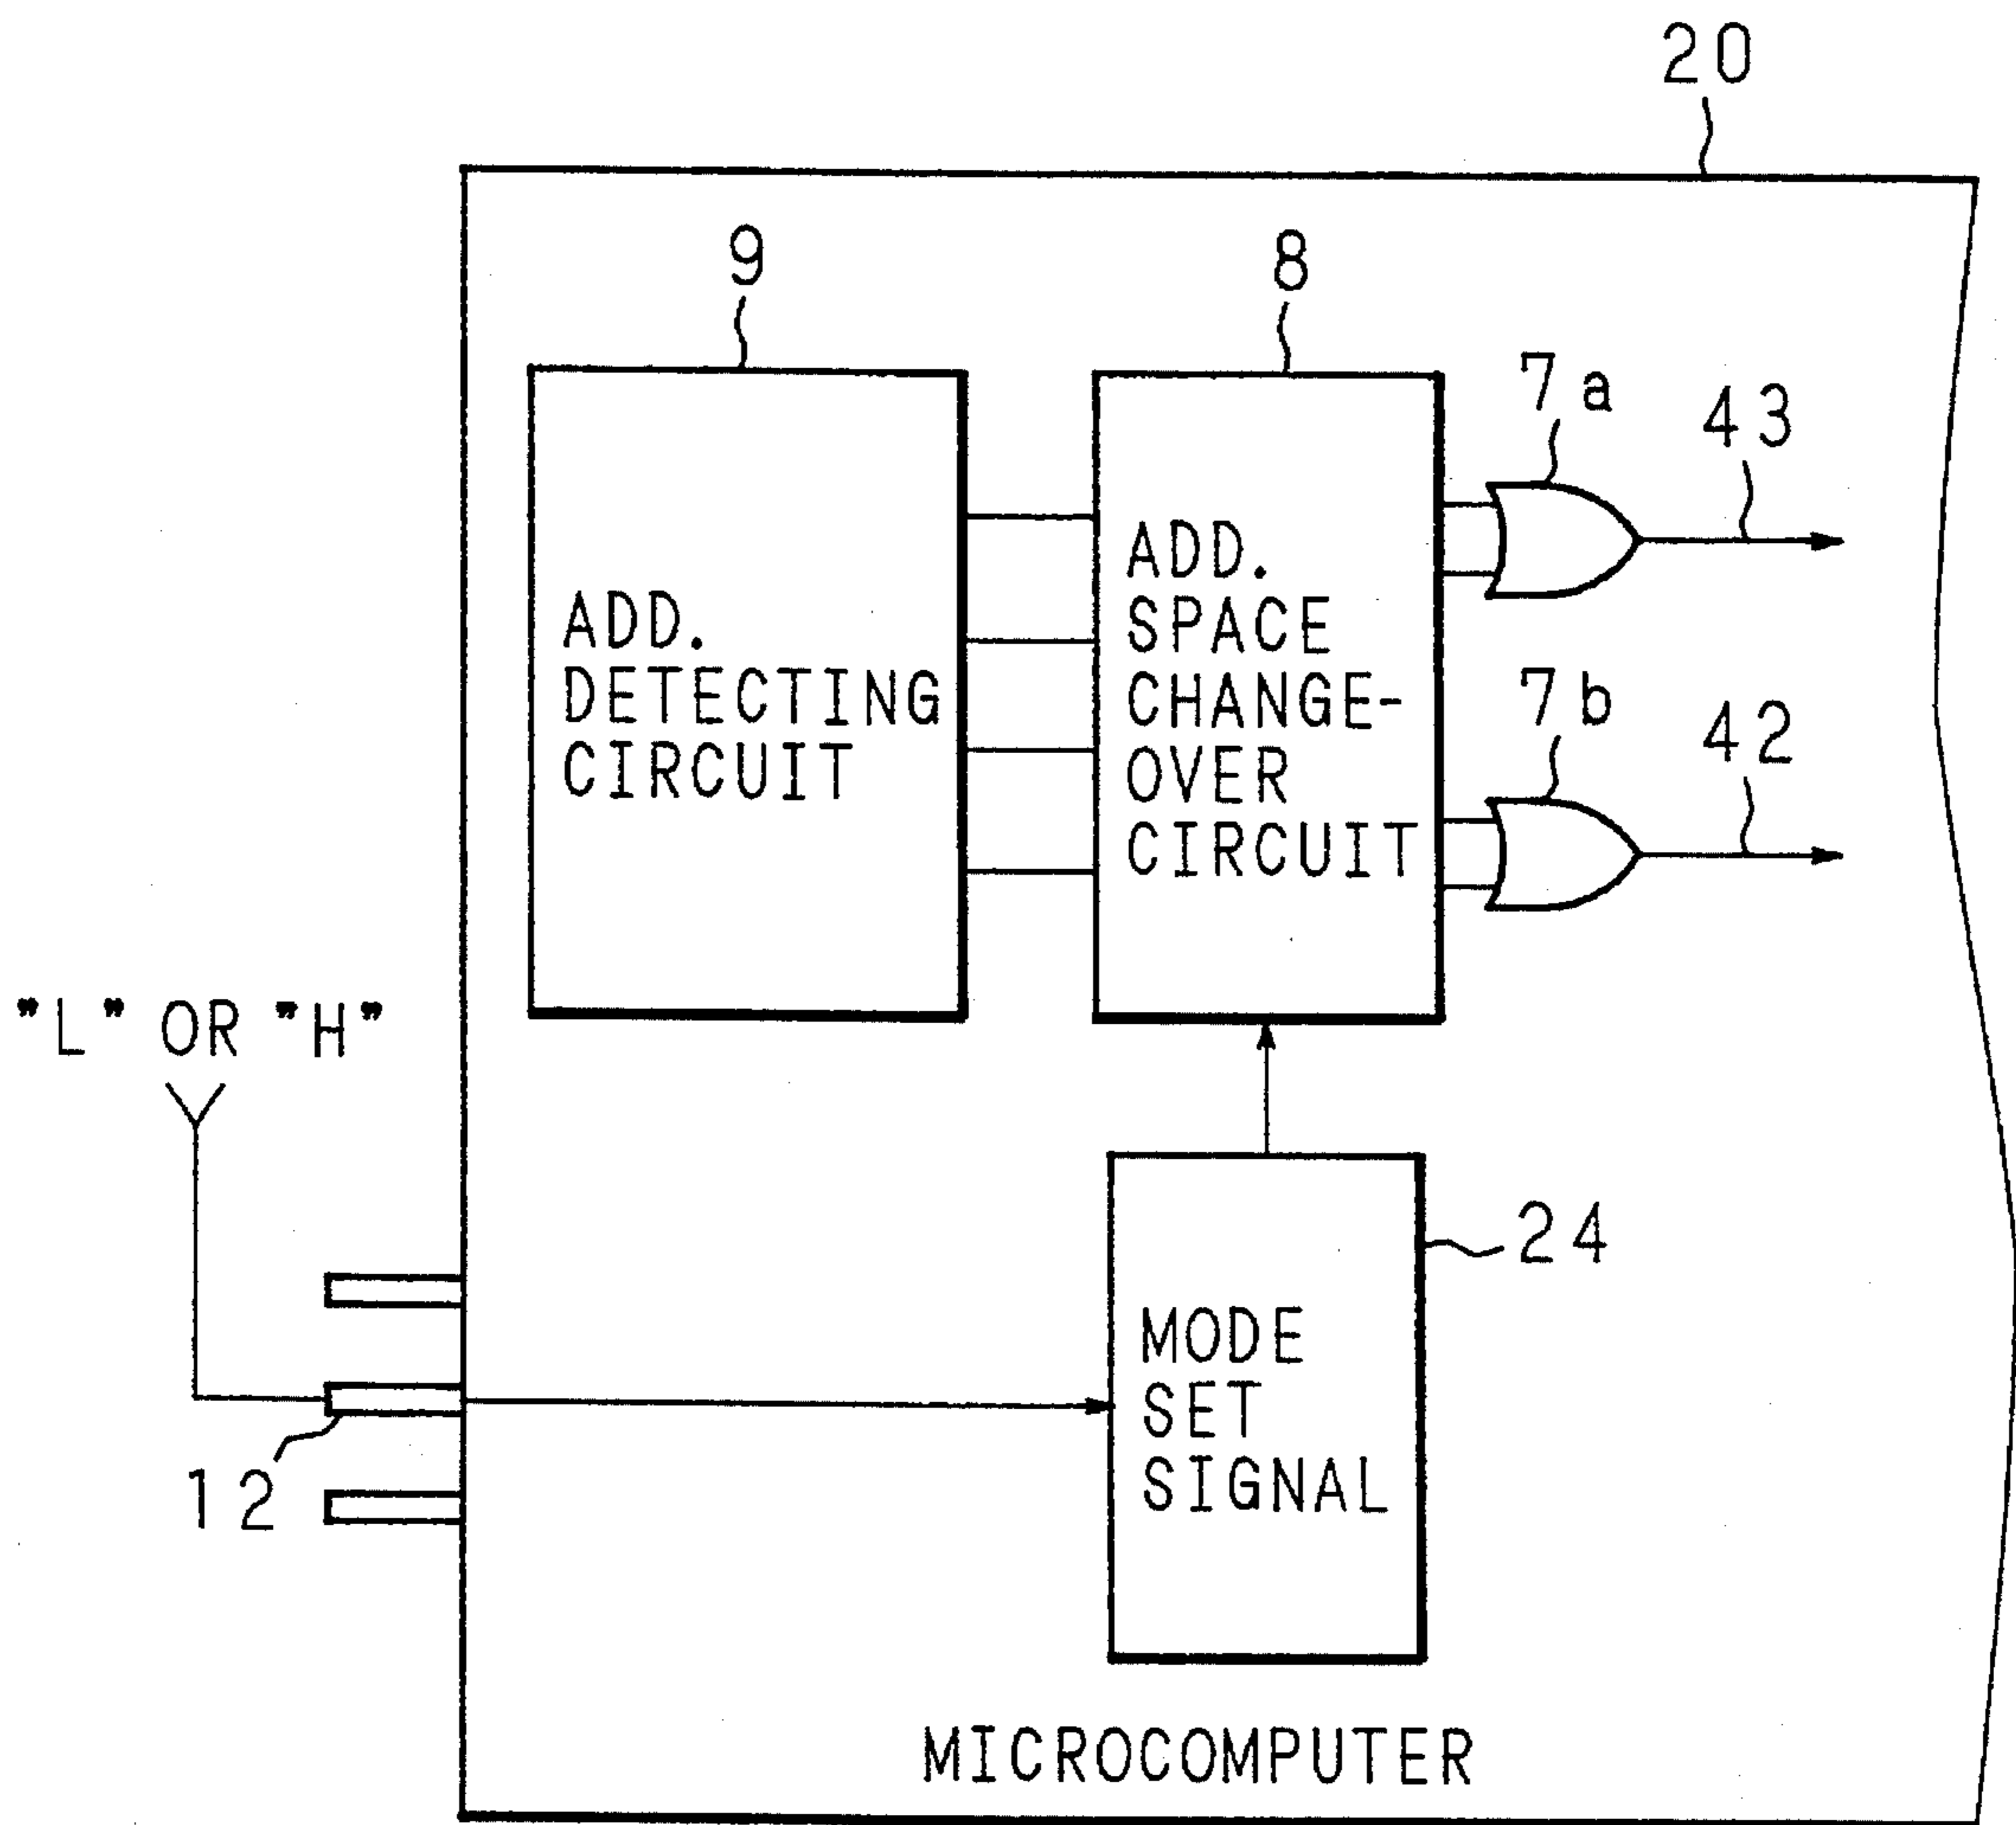 20
9
8
7a
43
ADD.
DETECTING
CIRCUIT
ADD.
SPACE
CHANGE-
OVER
CIRCUIT
7b
42
"L" OR "H"
24
MODE
SET
SIGNAL
12
MICROCOMPUTER